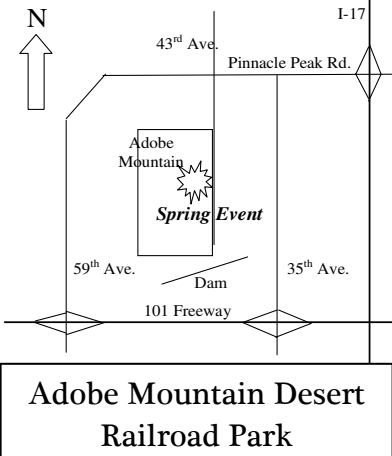 N
I-17
43rd Ave.
Pinnacle Peak Rd.
Adobe
Mountain
Spring Event
59th Ave.
35th Ave.
Dam
101 Freeway
Adobe Mountain Desert
Railroad Park